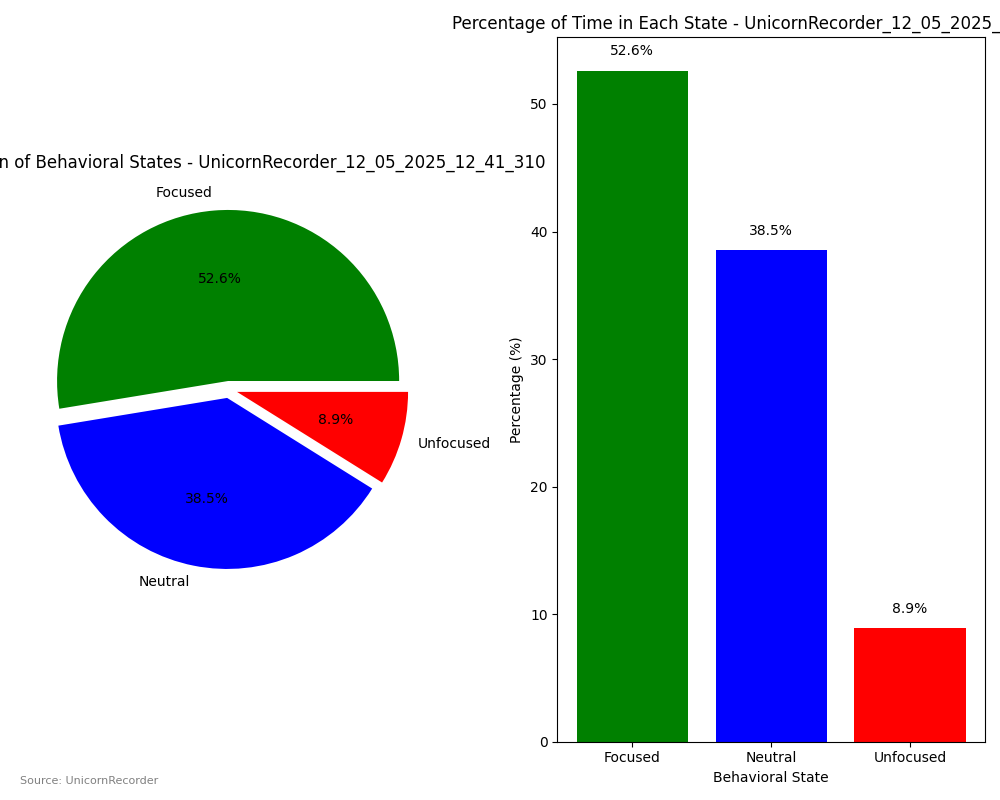 n of Behavioral States - UnicornRecorder_12_05_2025_12_41_310
Focused
52.6%
8.9%
Unfocused
38.5%
Neutral
Percentage of Time in Each State - UnicornRecorder_12_05_2025_
52.6%
38.5%
8.9%
Percentage (%)
50
40
30
20
10
0
Focused
Neutral
Unfocused
Behavioral State
Source: UnicornRecorder